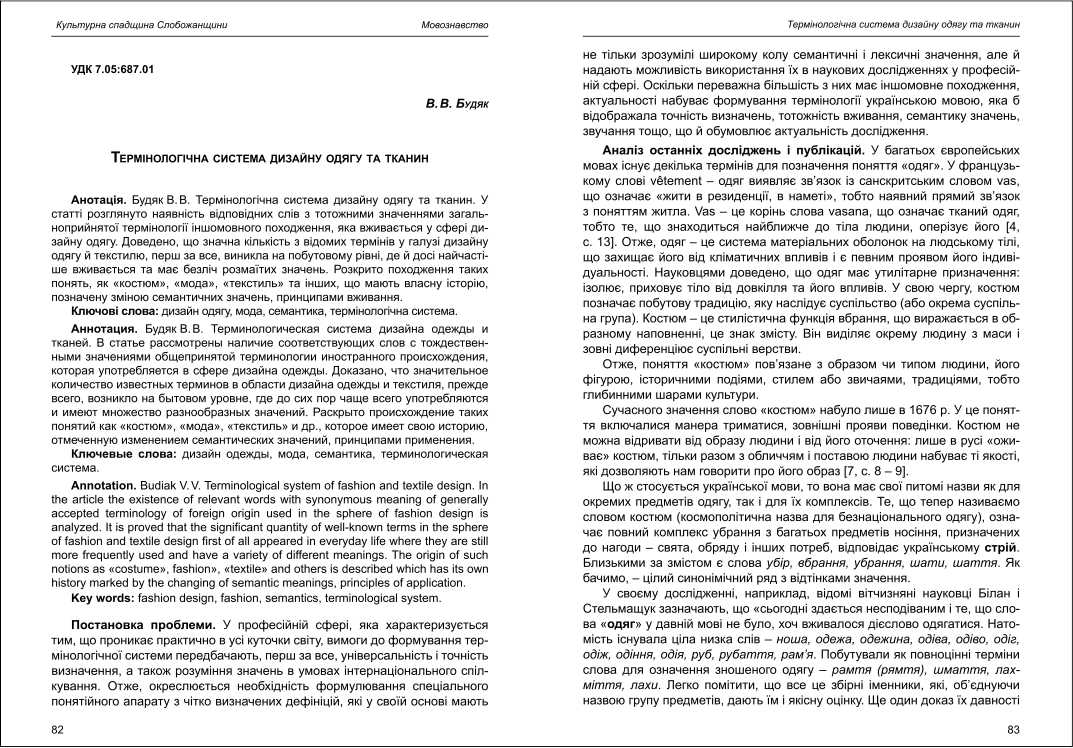 Культурна спадщина Слобожанщини Мовознавство
УДК 7.05:687.01
В. В. Будяк
Термінологічна система дизайну одягу та тканин
Анотація. Будяк В. В. Термінологічна система дизайну одягу та тканин. У
статті розглянуто наявність відповідних слів з тотожними значеннями загаль-
ноприйнятої термінології іншомовного походження, яка вживається у сфері ди-
зайну одягу. Доведено, що значна кількість з відомих термінів у галузі дизайну
одягу й текстилю, перш за все, виникла на побутовому рівні, де й досі найчасті-
ше вживається та має безліч розмаїтих значень. Розкрито походження таких
понять, як «костюм», «мода», «текстиль» та інших, що мають власну історію,
позначену зміною семантичних значень, принципами вживання.
Ключові слова: дизайн одягу, мода, семантика, термінологічна система.
Аннотация. Будяк В. В. Терминологическая система дизайна одежды и
тканей. В статье рассмотрены наличие соответствующих слов с тождествен-
ными значениями общепринятой терминологии иностранного происхождения,
которая употребляется в сфере дизайна одежды. Доказано, что значительное
количество известных терминов в области дизайна одежды и текстиля, прежде
всего, возникло на бытовом уровне, где до сих пор чаще всего употребляются
и имеют множество разнообразных значений. Раскрыто происхождение таких
понятий как «костюм», «мода», «текстиль» и др., которое имеет свою историю,
отмеченную изменением семантических значений, принципами применения.
Ключевые слова: дизайн одежды, мода, семантика, терминологическая
система.
Annotation. Budiak V. V. Terminological system of fashion and textile design. In
the article the existence of relevant words with synonymous meaning of generally
accepted terminology of foreign origin used in the sphere of fashion design is
analyzed. It is proved that the significant quantity of well-known terms in the sphere
of fashion and textile design first of all appeared in everyday life where they are still
more frequently used and have a variety of different meanings. The origin of such
notions as «costume», fashion», «textile» and others is described which has its own
history marked by the changing of semantic meanings, principles of application.
Key words: fashion design, fashion, semantics, terminological system.
Постановка проблеми. У професійній сфері, яка характеризується
тим, що проникає практично в усі куточки світу, вимоги до формування тер-
мінологічної системи передбачають, перш за все, універсальність і точність
визначення, а також розуміння значень в умовах інтернаціонального спіл-
кування. Отже, окреслюється необхідність формулювання спеціального
понятійного апарату з чітко визначених дефініцій, які у своїй основі мають
82
Термінологічна система дизайну одягу та тканин
не тільки зрозумілі широкому колу семантичні і лексичні значення, але й
надають можливість використання їх в наукових дослідженнях у професій-
ній сфері. Оскільки переважна більшість з них має іншомовне походження,
актуальності набуває формування термінології українською мовою, яка б
відображала точність визначень, тотожність вживання, семантику значень,
звучання тощо, що й обумовлює актуальність дослідження.
Аналіз останніх досліджень і публікацій. У багатьох європейських
мовах існує декілька термінів для позначення поняття «одяг». У французь-
кому слові vêtement – одяг виявляє зв’язок із санскритським словом vas,
що означає «жити в резиденції, в наметі», тобто наявний прямий зв’язок
з поняттям житла. Vas – це корінь слова vasana, що означає тканий одяг,
тобто те, що знаходиться найближче до тіла людини, оперізує його [4,
с. 13]. Отже, одяг – це система матеріальних оболонок на людському тілі,
що захищає його від кліматичних впливів і є певним проявом його індиві-
дуальності. Науковцями доведено, що одяг має утилітарне призначення:
ізолює, приховує тіло від довкілля та його впливів. У свою чергу, костюм
позначає побутову традицію, яку наслідує суспільство (або окрема суспіль-
на група). Костюм – це стилістична функція вбрання, що виражається в об-
разному наповненні, це знак змісту. Він виділяє окрему людину з маси і
зовні диференціює суспільні верстви.
Отже, поняття «костюм» пов’язане з образом чи типом людини, його
фігурою, історичними подіями, стилем або звичаями, традиціями, тобто
глибинними шарами культури.
Сучасного значення слово «костюм» набуло лише в 1676 р. У це понят-
тя включалися манера триматися, зовнішні прояви поведінки. Костюм не
можна відривати від образу людини і від його оточення: лише в русі «ожи-
ває» костюм, тільки разом з обличчям і поставою людини набуває ті якості,
які дозволяють нам говорити про його образ [7, с. 8 – 9].
Що ж стосується української мови, то вона має свої питомі назви як для
окремих предметів одягу, так і для їх комплексів. Те, що тепер називаємо
словом костюм (космополітична назва для безнаціонального одягу), озна-
чає повний комплекс убрання з багатьох предметів носіння, призначених
до нагоди – свята, обряду і інших потреб, відповідає українському стрій.
Близькими за змістом є слова убір, вбрання, убрання, шати, шаття. Як
бачимо, – цілий синонімічний ряд з відтінками значення.
У своєму дослідженні, наприклад, відомі вітчизняні науковці Білан і
Стельмащук зазначають, що «сьогодні здається несподіваним і те, що сло-
ва «одяг» у давній мові не було, хоч вживалося дієслово одягатися. Нато-
мість існувала ціла низка слів – ноша, одежа, одежина, одіва, одіво, одіг,
одіж, одіння, одія, руб, рубаття, рам’я. Побутували як повноцінні терміни
слова для означення зношеного одягу – рамтя (рямтя), шмаття, лах-
міття, лахи. Легко помітити, що все це збірні іменники, які, об’єднуючи
назвою групу предметів, дають їм і якісну оцінку. Ще один доказ їх давності
83